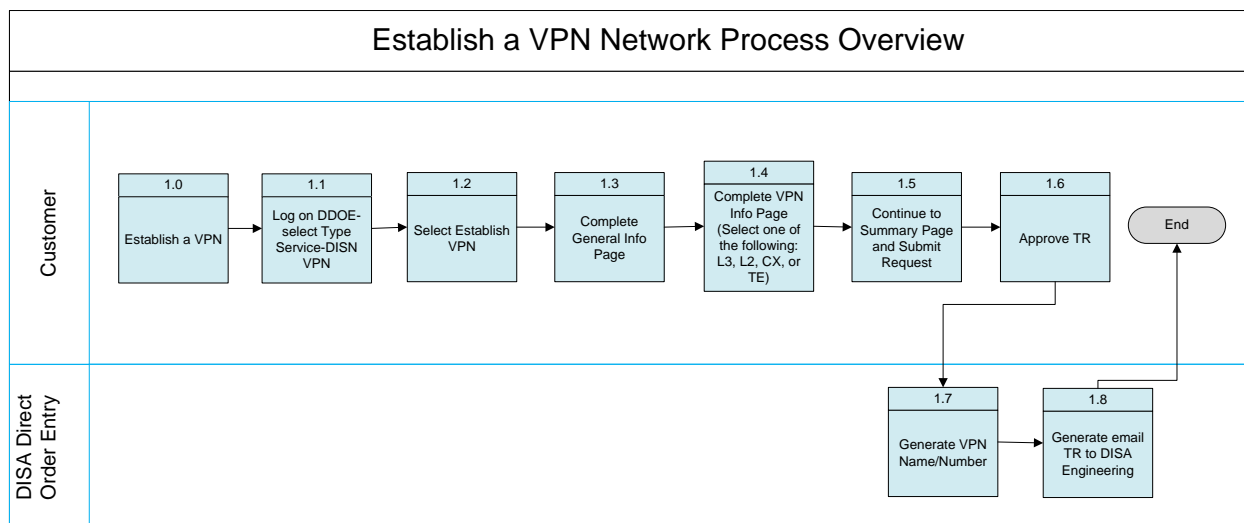 Establish a VPN Network Process Overview
Customer
1.0
Establish a VPN
1.1
Log on DDOE-
select Type
Service-DISN
VPN
1.2
Select Establish
VPN
1.3
Complete
General Info
Page
1.4
Complete VPN
Info Page
(Select one of
the following:
L3, L2, CX, or
TE)
1.5
Continue to
Summary Page
and Submit
Request
1.6
Approve TR
End
DISA Direct
Order Entry
1.7
Generate VPN
Name/Number
1.8
Generate email
TR to DISA
Engineering